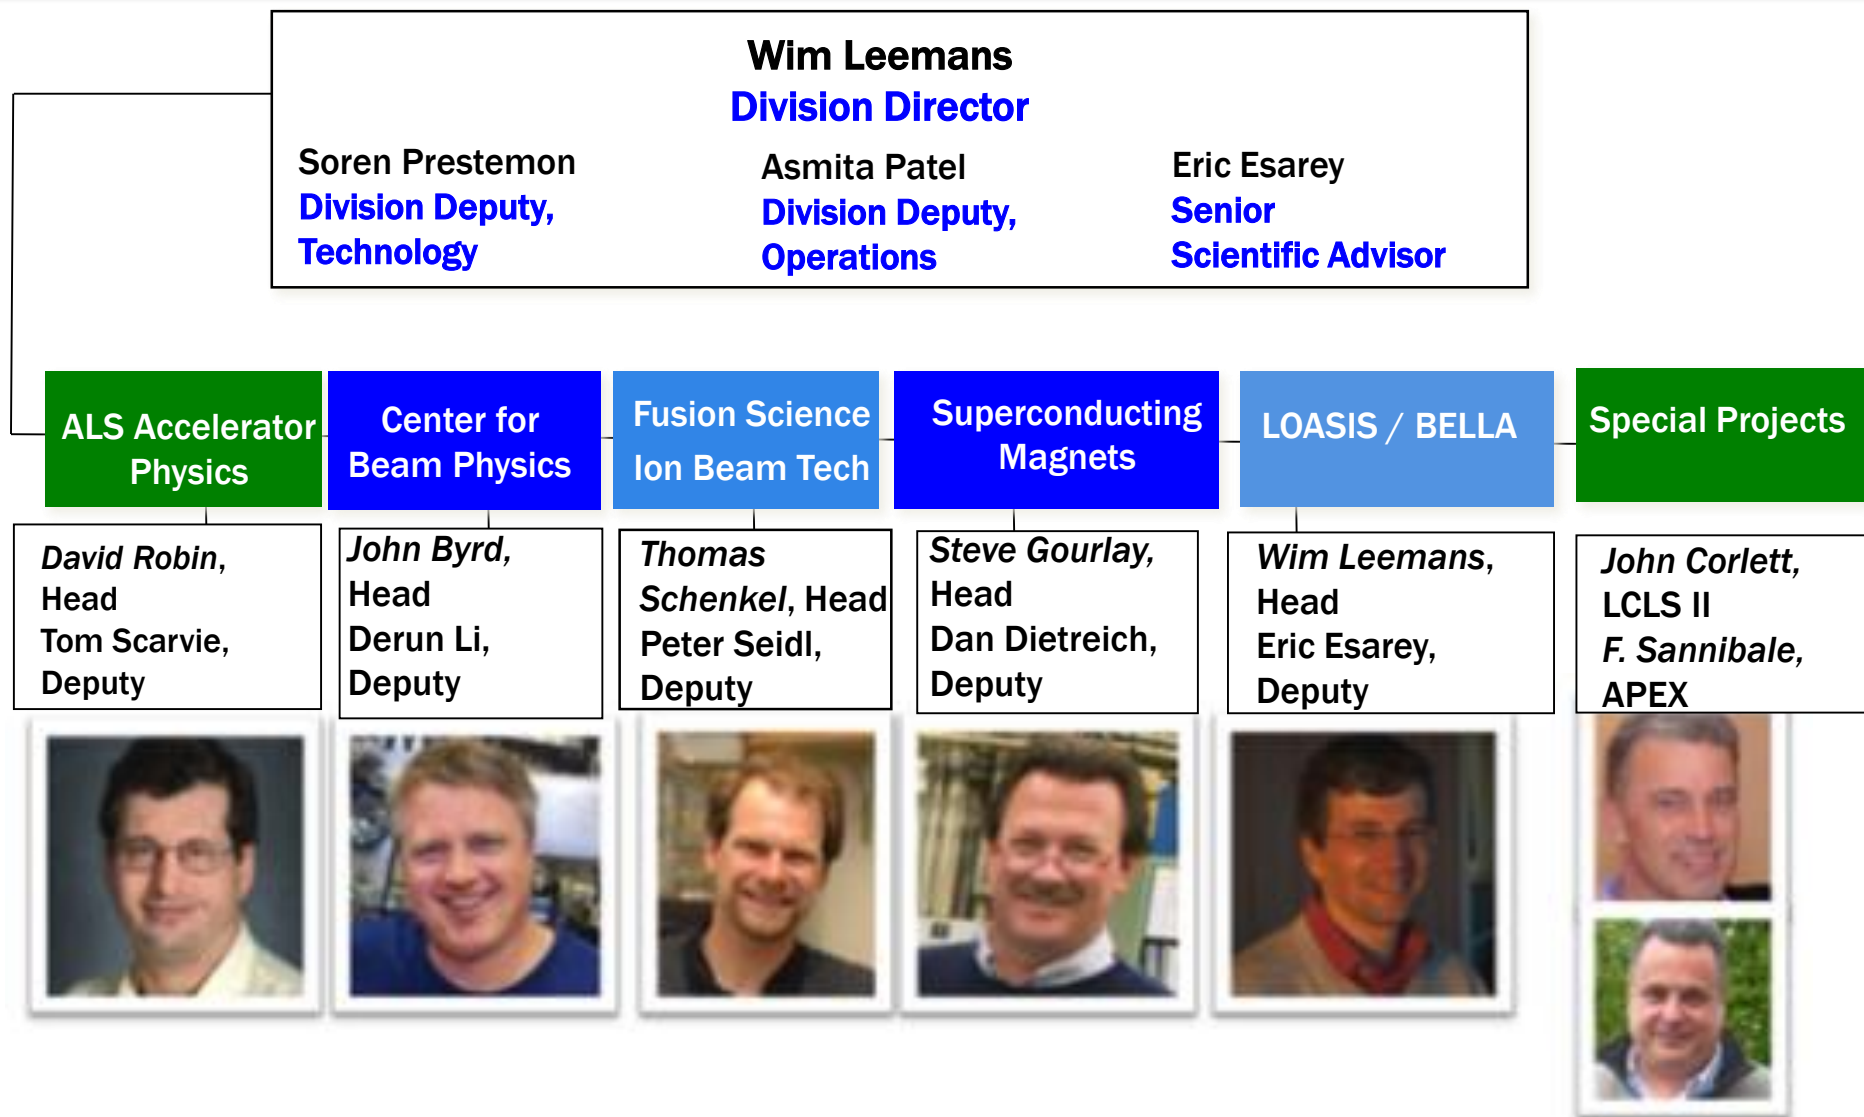 Wim Leemans
Division Director
Soren Prestemon
Division Deputy,
Technology
Asmita Patel
Division Deputy,
Operations
Eric Esarey
Senior
Scientific Advisor
ALS Accelerator
Physics
Center for
Beam Physics
Fusion Science
Ion Beam Tech
Superconducting
Magnets
LOASIS / BELLA
Special Projects
David Robin,
Head
Tom Scarvie,
Deputy
John Byrd,
Head
Derun Li,
Deputy
Thomas
Schenkel, Head
Peter Seidl,
Deputy
Steve Gourlay,
Head
Dan Dietreich,
Deputy
Wim Leemans,
Head
Eric Esarey,
Deputy
John Corlett,
LCLS II
F. Sannibale,
APEX